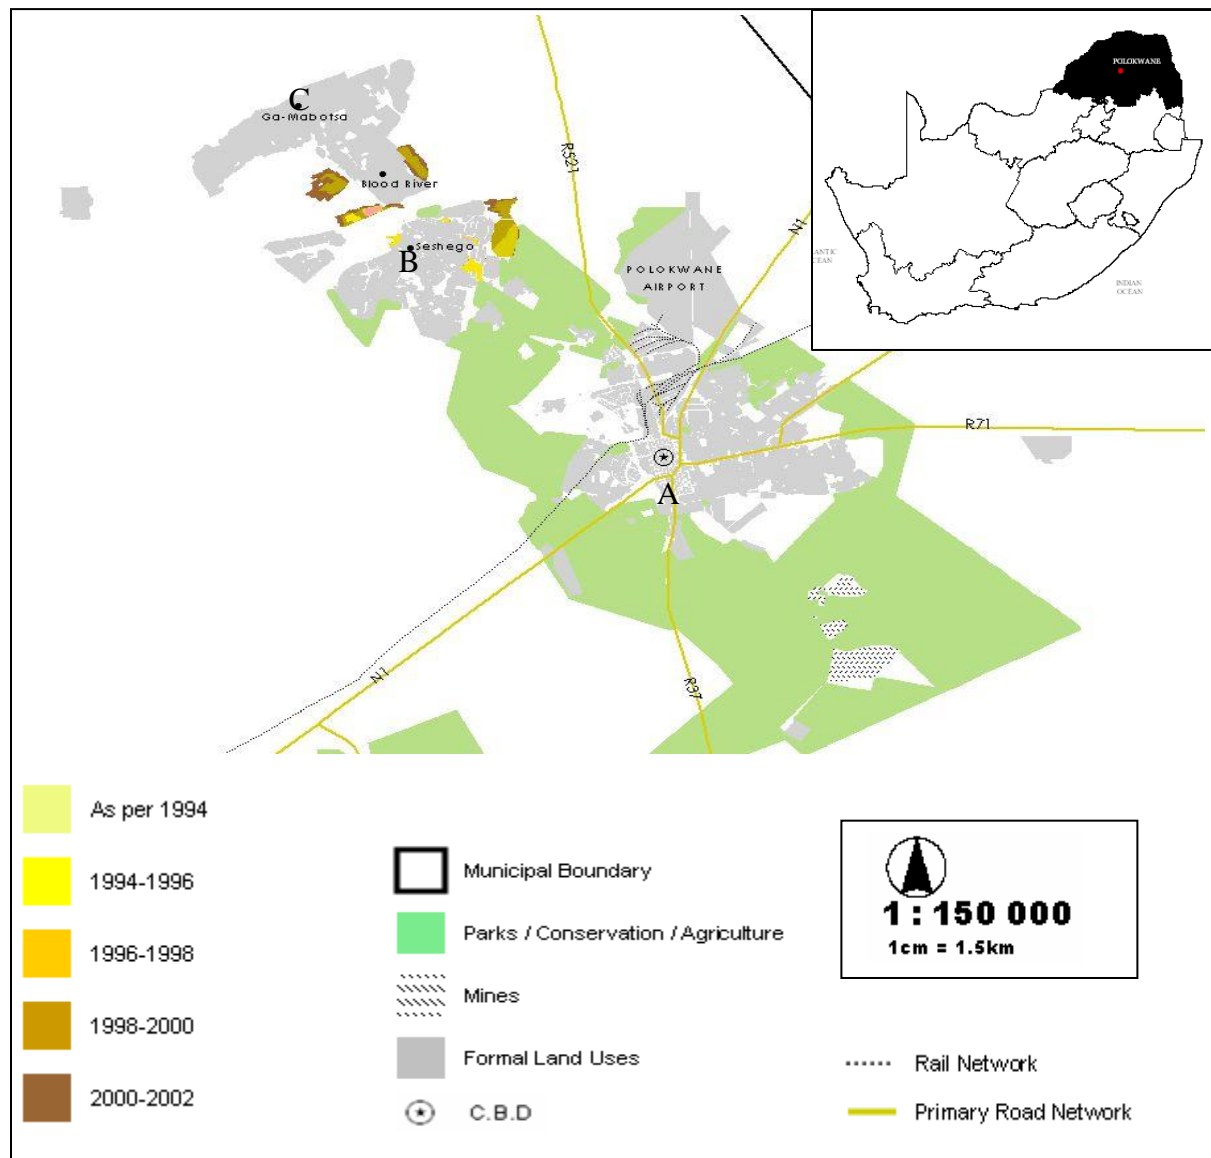 C
Ga-Mabotsa
Blood River
Seshego
B
R521
N1
POLOKWANE
AIRPORT
POLOKWANE
INDIAN
OCEAN
R71
A
N1
R37
As per 1994
1994-1996
1996-1998
1998-2000
2000-2002
Municipal Boundary
Parks / Conservation / Agriculture
Mines
Formal Land Uses
C.B.D
1 : 150 000
1cm = 1.5km
Rail Network
Primary Road Network